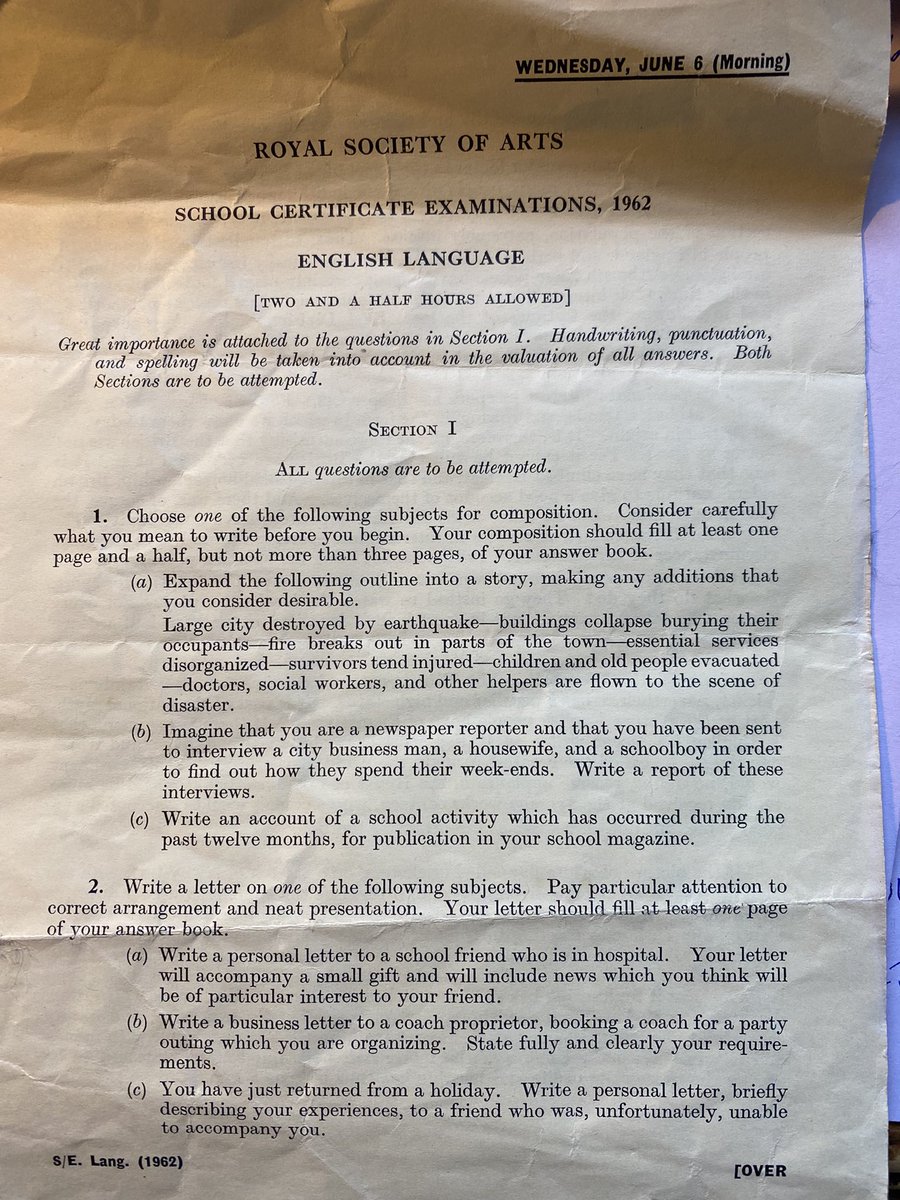 WEDNESDAY, JUNE 6 (Morning)
ROYAL SOCIETY OF ARTS
SCHOOL CERTIFICATE EXAMINATIONS, 1962
ENGLISH LANGUAGE
[TWO AND A HALF HOURS ALLOWED]
Great importance is attached to the questions in Section I. Handwriting, punctuation,
and spelling will be taken into account in the valuation of all answers. Both
Sections are to be attempted.
SECTION I
ALL questions are to be attempted.
1. Choose one of the following subjects for composition. Consider carefully
what you mean to write before you begin. Your composition should fill at least one
page and a half, but not more than three pages, of your answer book.
(a) Expand the following outline into a story, making any additions that
you consider desirable.
Large city destroyed by earthquake—buildings collapse burying their
occupants—fire breaks out in parts of the town—essential services
disorganized—survivors tend injured—children and old people evacuated
—doctors, social workers, and other helpers are flown to the scene of
disaster.
(b) Imagine that you are a newspaper reporter and that you have been sent
to interview a city business man, a housewife, and a schoolboy in order
to find out how they spend their week-ends. Write a report of these
interviews.
(c) Write an account of a school activity which has occurred during the
past twelve months, for publication in your school magazine.
2. Write a letter on one of the following subjects. Pay particular attention to
correct arrangement and neat presentation. Your letter should fill at least one page
of your answer book.
(a) Write a personal letter to a school friend who is in hospital. Your letter
will accompany a small gift and will include news which you think will
be of particular interest to your friend.
(b) Write a business letter to a coach proprietor, booking a coach for a party
outing which you are organizing. State fully and clearly your require-
ments.
(c) You have just returned from a holiday. Write a personal letter, briefly
describing your experiences, to a friend who was, unfortunately, unable
to accompany you.
S/E. Lang. (1962)
[OVER